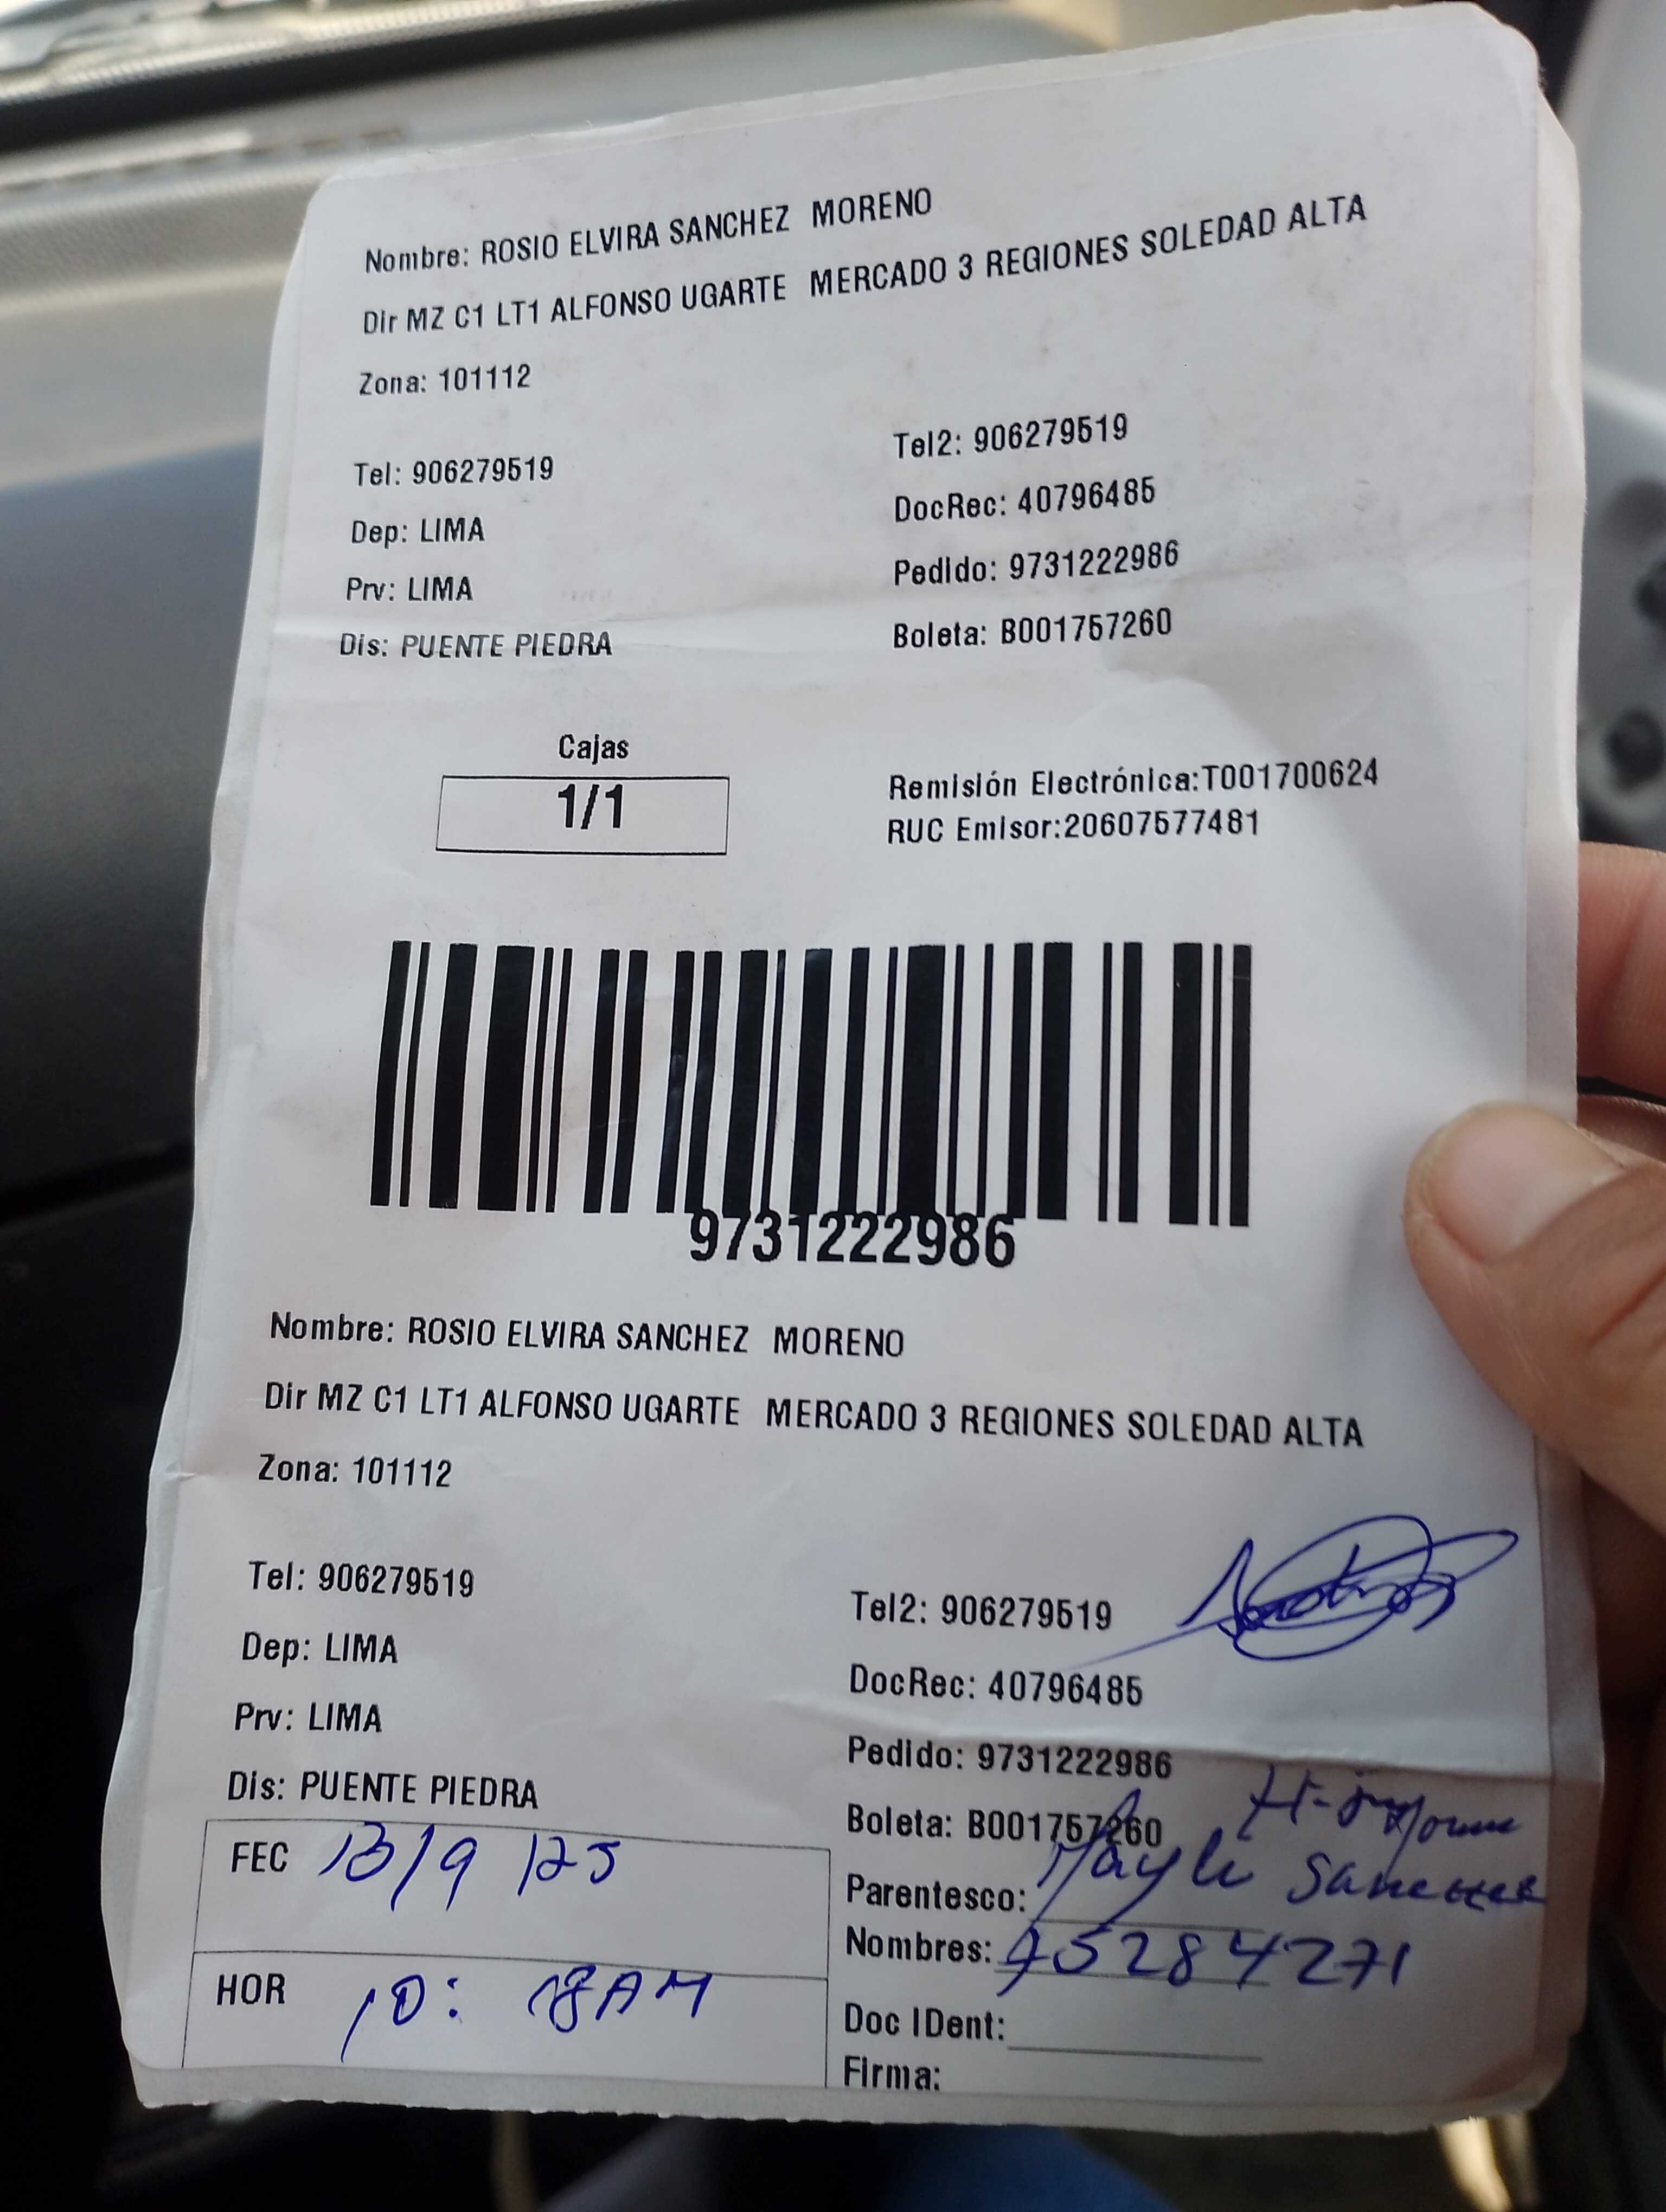 Nombre: ROSIO ELVIRA SANCHEZ MORENO
Dir MZ C1 LT1 ALFONSO UGARTE MERCADO 3 REGIONES SOLEDAD ALTA
Zona: 101112
Tel: 906279519
Tel2: 906279519
Dep: LIMA
DocRec: 40796485
Prv: LIMA
Pedido: 9731222986
Dis: PUENTE PIEDRA
Boleta: B001757260
Cajas
1/1
Remisión Electrónica:T001700624
RUC Emisor:20607577481
9731222986
Nombre: ROSIO ELVIRA SANCHEZ MORENO
Dir MZ C1 LT1 ALFONSO UGARTE MERCADO 3 REGIONES SOLEDAD ALTA
Zona: 101112
Tel: 906279519
Tel2: 906279519
Dep: LIMA
DocRec: 40796485
Prv: LIMA
Pedido: 9731222986
Dis: PUENTE PIEDRA
Boleta: B001757260
FEC 13/9/25
Parentesco: Sanchez
Nombres: 45284271
HOR 10: 18 AM
Doc IDent:
Firma: